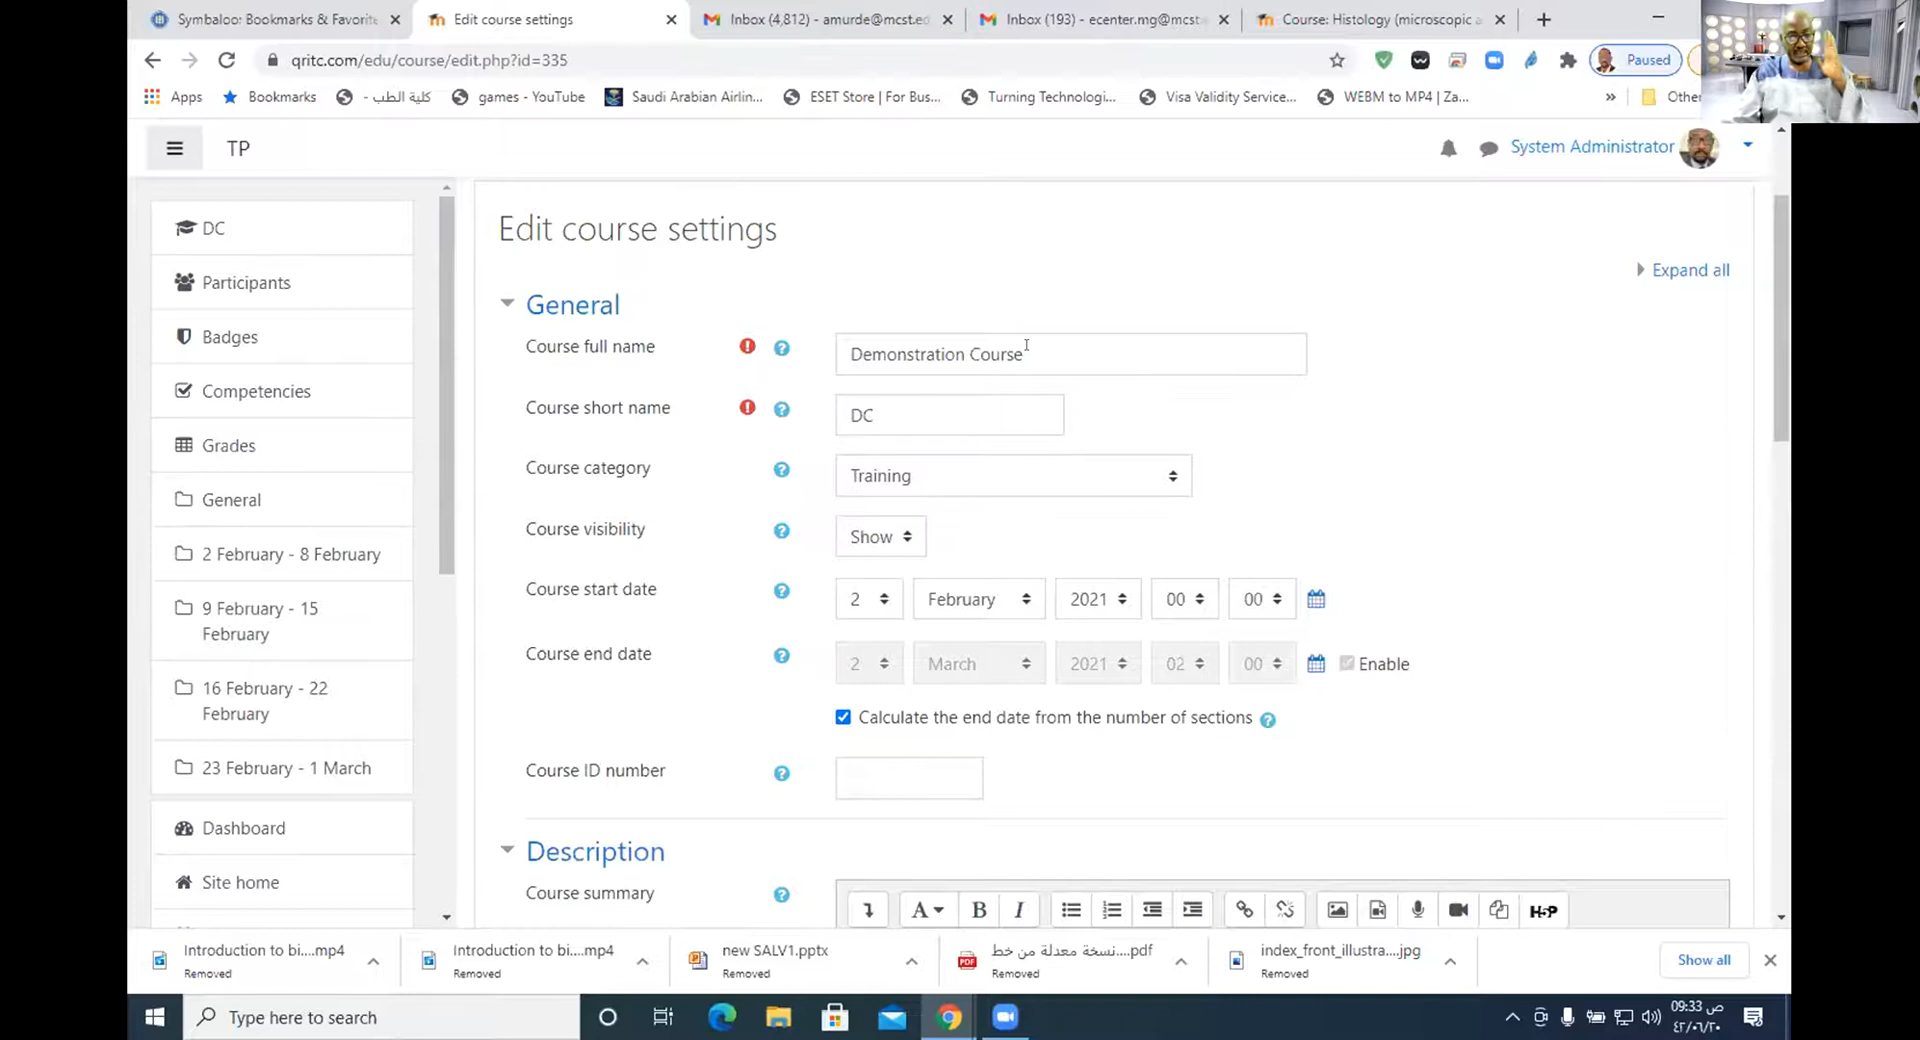 Symbaloo: Bookmarks & Favorite
Edit course settings
Inbox (4,812) - amurde@mcst.ed
Inbox (193) - ecenter.mg@mcst
Course: Histology (microscopic a
qritc.com/edu/course/edit.php?id=335
Paused
Apps
Bookmarks
كلية الطب -
games - YouTube
Saudi Arabian Airlin...
ESET Store | For Bus...
Turning Technologi...
Visa Validity Service...
WEBM to MP4 | Za...
»
Other
TP
System Administrator
DC
Participants
Badges
Competencies
Grades
General
2 February - 8 February
9 February - 15
February
16 February - 22
February
23 February - 1 March
Dashboard
Site home
Edit course settings
Expand all
General
Course full name
Demonstration Course
Course short name
DC
Course category
Training
Course visibility
Show
Course start date
2 February 2021 00 00
Course end date
2 March 2021 02 00 Enable
Calculate the end date from the number of sections
Course ID number
Description
Course summary
A B I
H5P
Introduction to bi....mp4
Removed
Introduction to bi....mp4
Removed
new SALV1.pptx
Removed
نسخة معدلة من خط....pdf
Removed
index_front_illustra....jpg
Removed
Show all
Type here to search
09:33 ص
٤٢/٠٦/٢٠